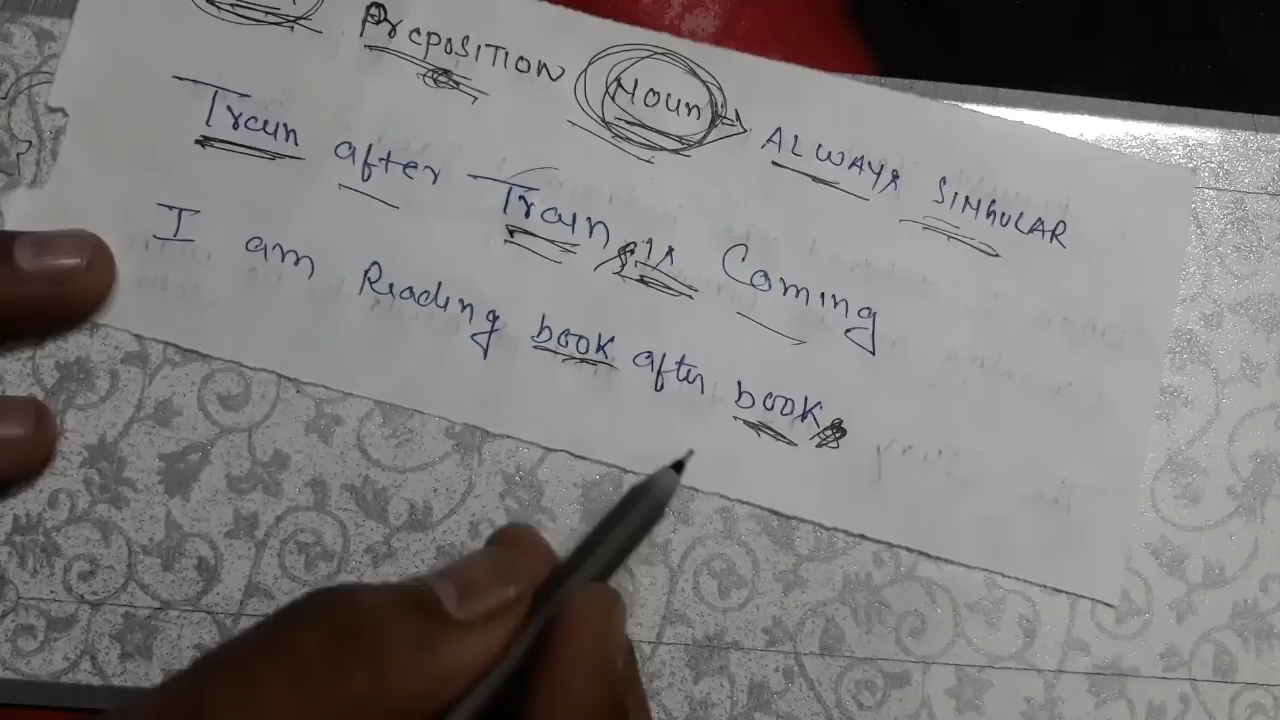 PrepOSITION Noun → ALWAYS SINGULAR
Train after Train is Coming
I am Reading book after book